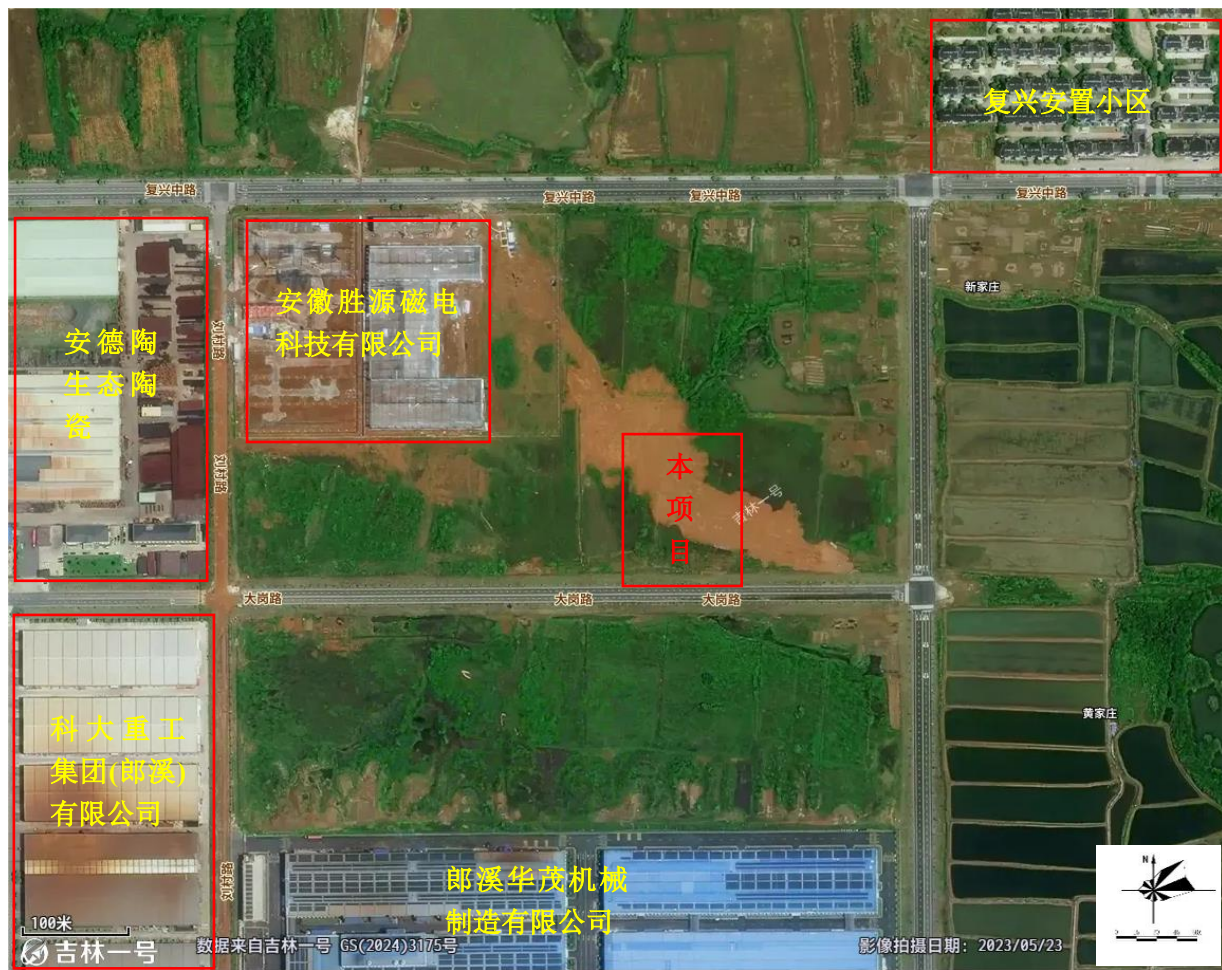 复兴安置小区
复兴中路
复兴中路
复兴中路
复兴中路
新家庄
安徽胜源磁电
科技有限公司
安德陶
生态陶
瓷
刘村路
刘村路
本
项
目
吉林一号
大岗路
大岗路
大岗路
科大重工
集团(郎溪)
有限公司
黄家庄
刘村路
郎溪华茂机械
制造有限公司
N
100米
吉林一号
数据来自吉林一号 GS(2024)3175号
影像拍摄日期: 2023/05/23